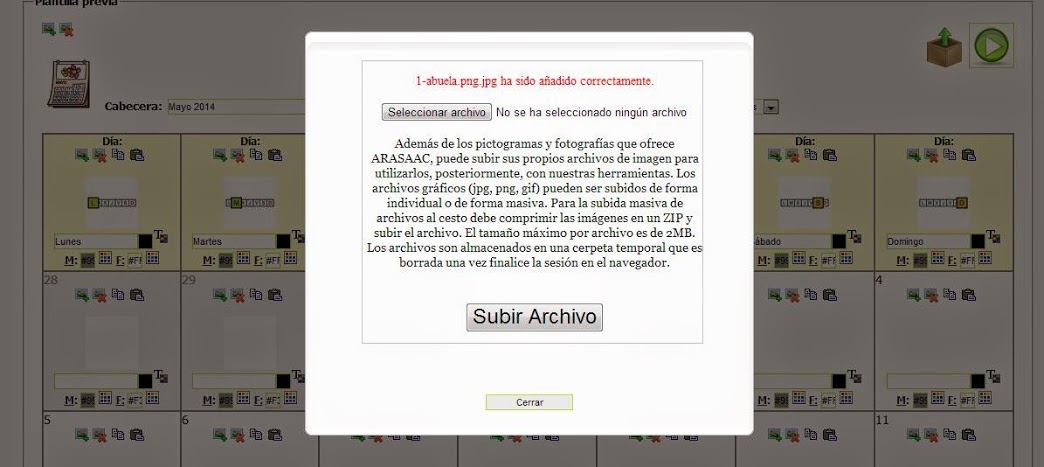 Plantilla previa
Cabecera: Mayo 2014
1-abuela.png.jpg ha sido añadido correctamente.
Seleccionar archivo No se ha seleccionado ningún archivo
Además de los pictogramas y fotografías que ofrece
ARASAAC, puede subir sus propios archivos de imagen para
utilizarlos, posteriormente, con nuestras herramientas. Los
archivos gráficos (jpg, png, gif) pueden ser subidos de forma
individual o de forma masiva. Para la subida masiva de
archivos al cesto debe comprimir las imágenes en un ZIP y
subir el archivo. El tamaño máximo por archivo es de 2MB.
Los archivos son almacenados en una cerpeta temporal que es
borrada una vez finalice la sesión en el navegador.
Subir Archivo
Cerrar
Día: Día: Día: Día:
Lunes Martes ábado Domingo
M: F: M: F: M: F: M: F:
28 29 4
M: F: M: F: M: F: M: F:
5 6 11